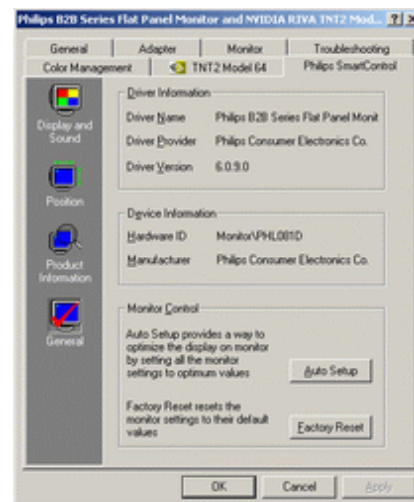 Philips B2B Series Flat Panel Monitor and NVIDIA RIVA TNT2 Mod...
General Adapter Monitor Troubleshooting
Color Management TNT2 Model 64 Philips SmartControl
Display and
Sound
Position
Product
Information
General
Driver Information
Driver Name Philips B2B Series Flat Panel Monit
Driver Provider Philips Consumer Electronics Co.
Driver Version 6.0.9.0
Device Information
Hardware ID Monitor\PHL081D
Manufacturer Philips Consumer Electronics Co.
Monitor Control
Auto Setup provides a way to
optimize the display on monitor
by setting all the monitor
settings to optimum values
Auto Setup
Factory Reset resets the
monitor settings to their default
values
Factory Reset
OK Cancel Apply